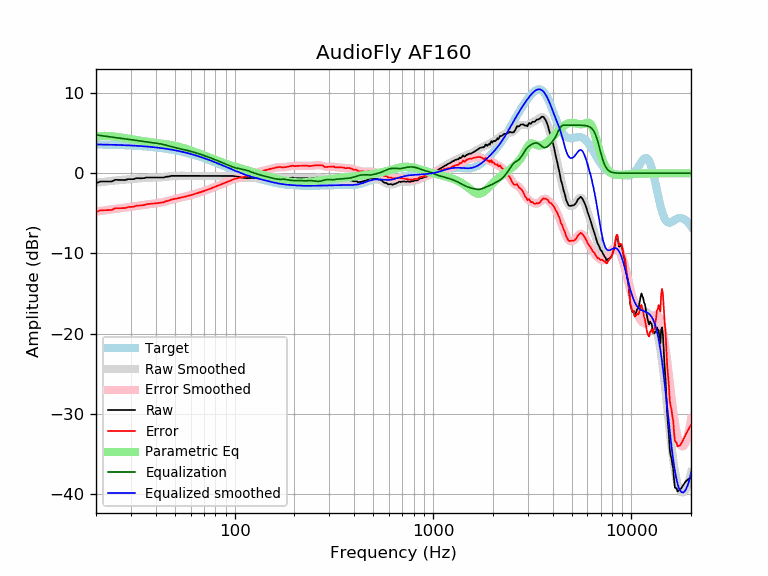 AudioFly AF160
Amplitude (dBr)
10
0
−10
−20
−30
−40
Target
Raw Smoothed
Error Smoothed
Raw
Error
Parametric Eq
Equalization
Equalized smoothed
100
1000
10000
Frequency (Hz)